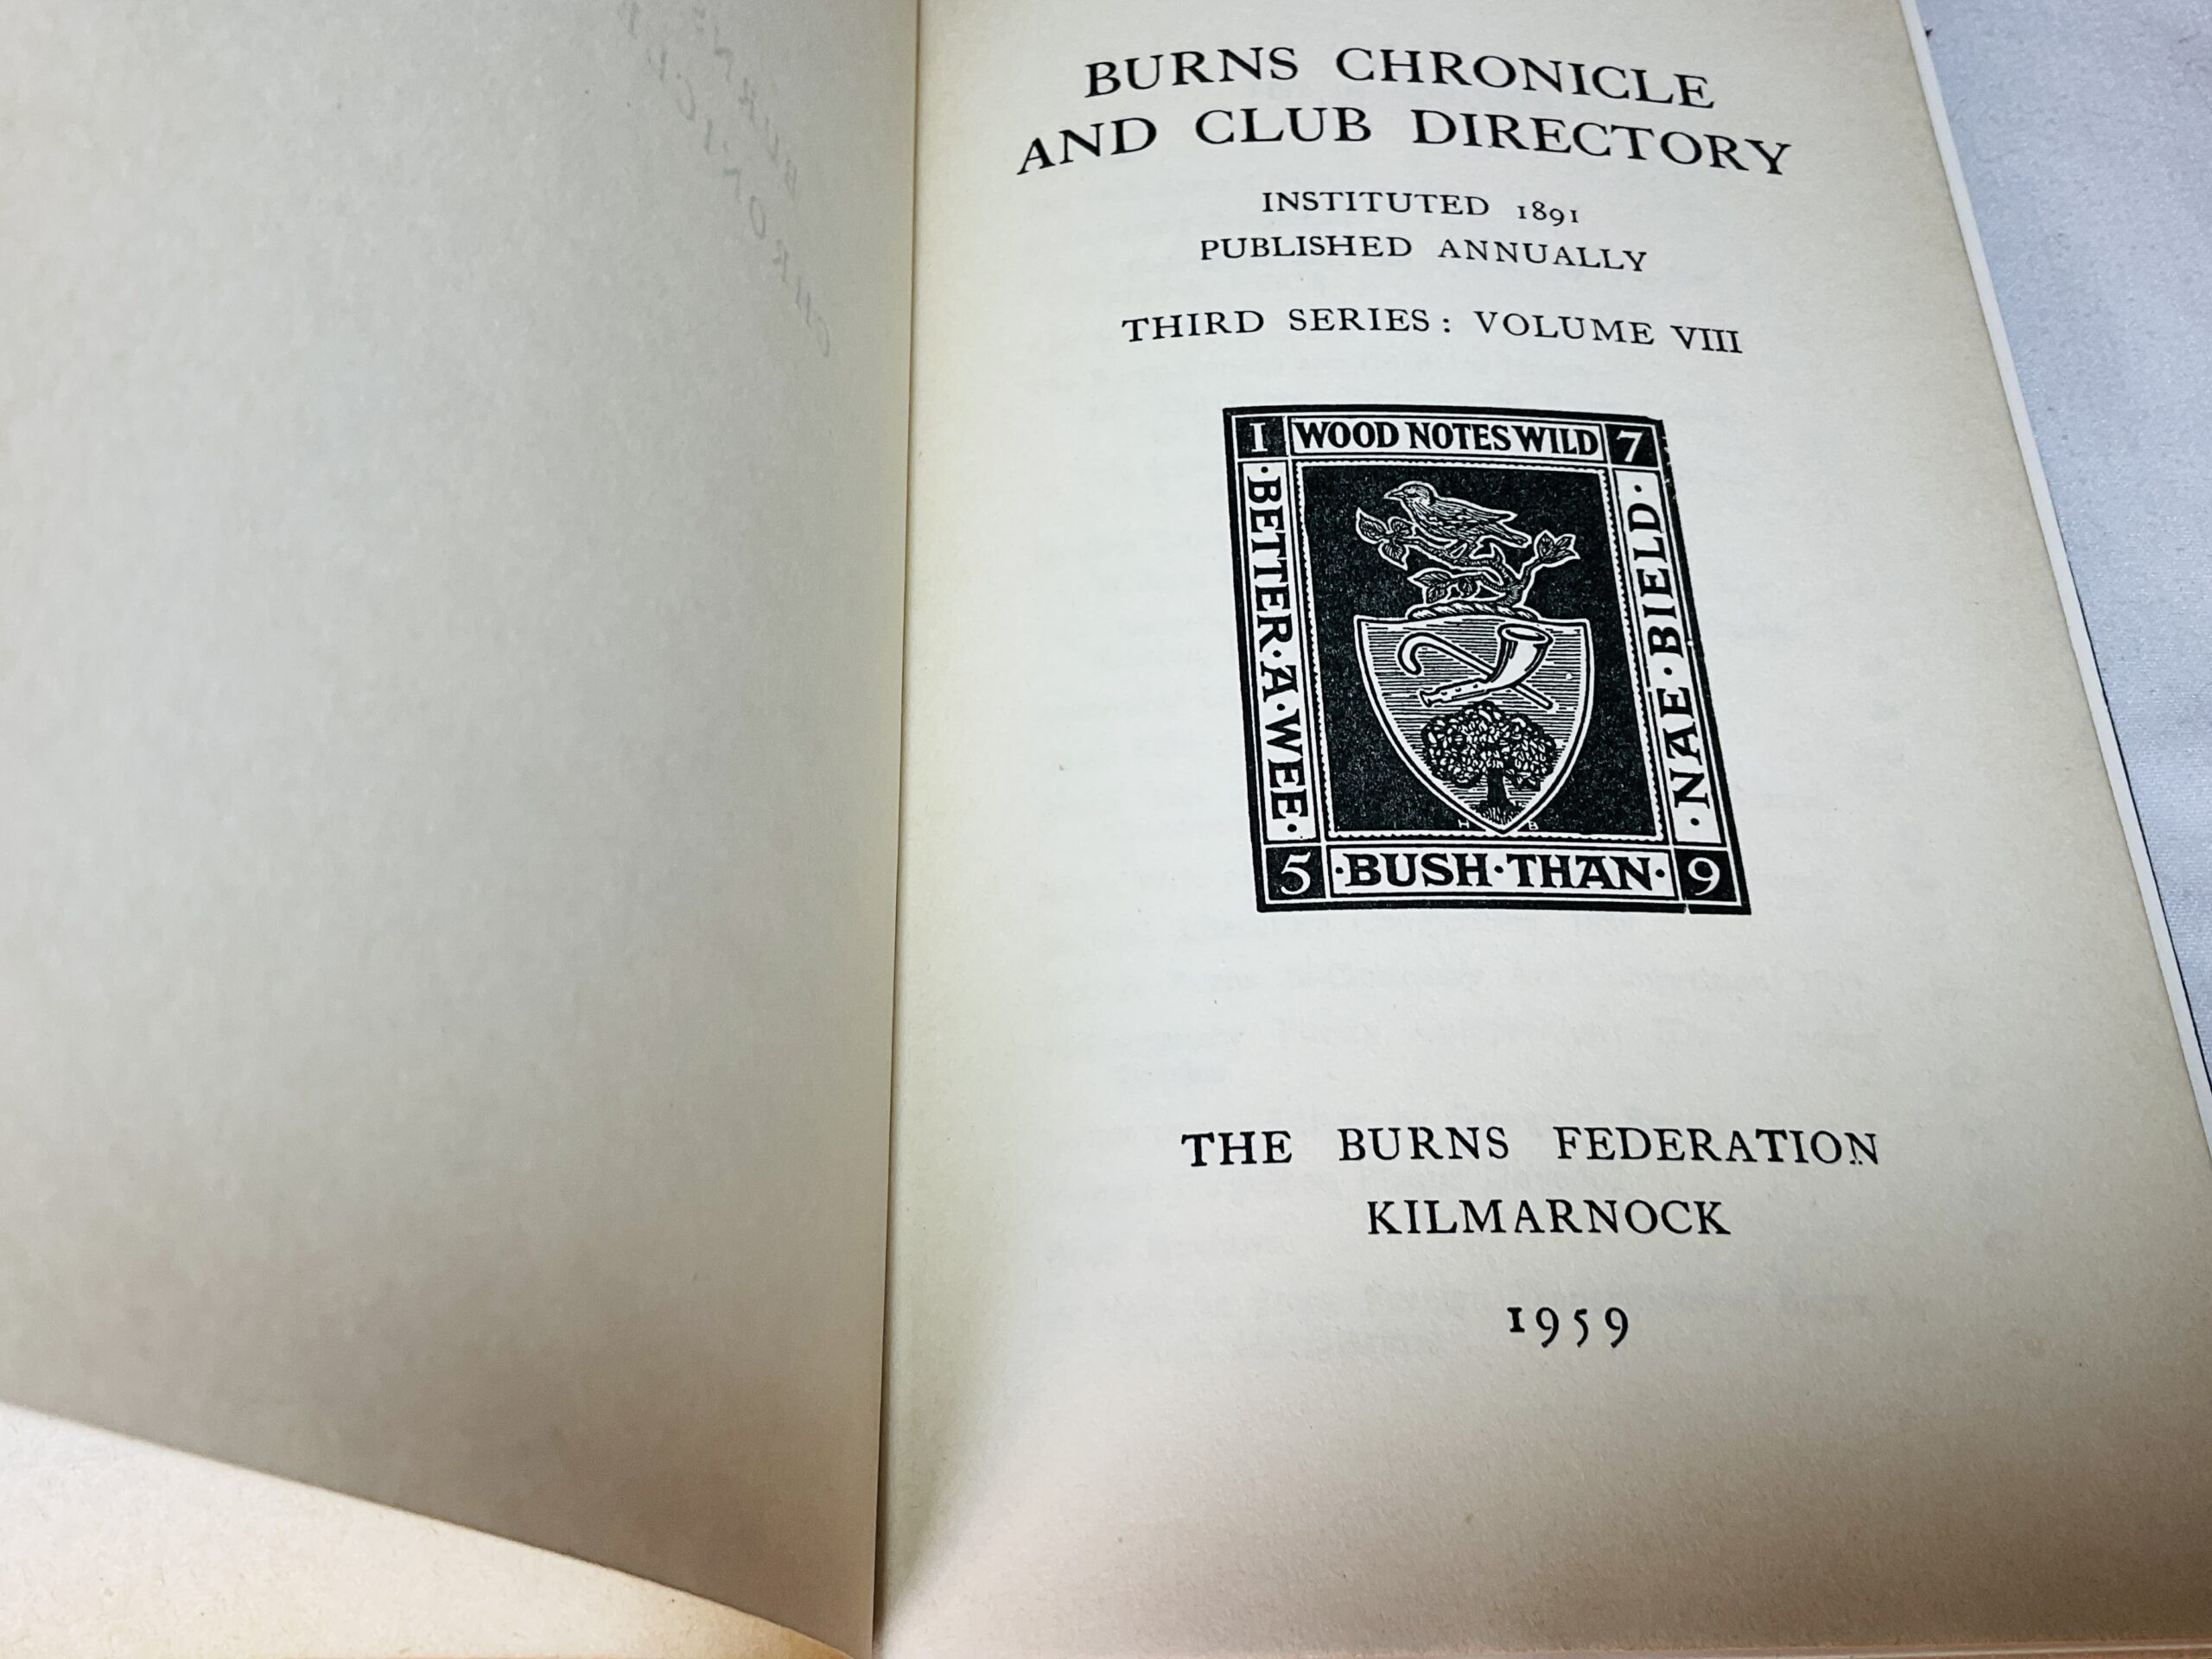 BURNS CHRONICLE
AND CLUB DIRECTORY
INSTITUTED 1891
PUBLISHED ANNUALLY
THIRD SERIES: VOLUME VIII
1 WOOD NOTES WILD 7
·BETTER·A·WEE·
5 ·BUSH·THAN· 9
·NAE·BIELD·
H B
THE BURNS FEDERATION
KILMARNOCK
1959